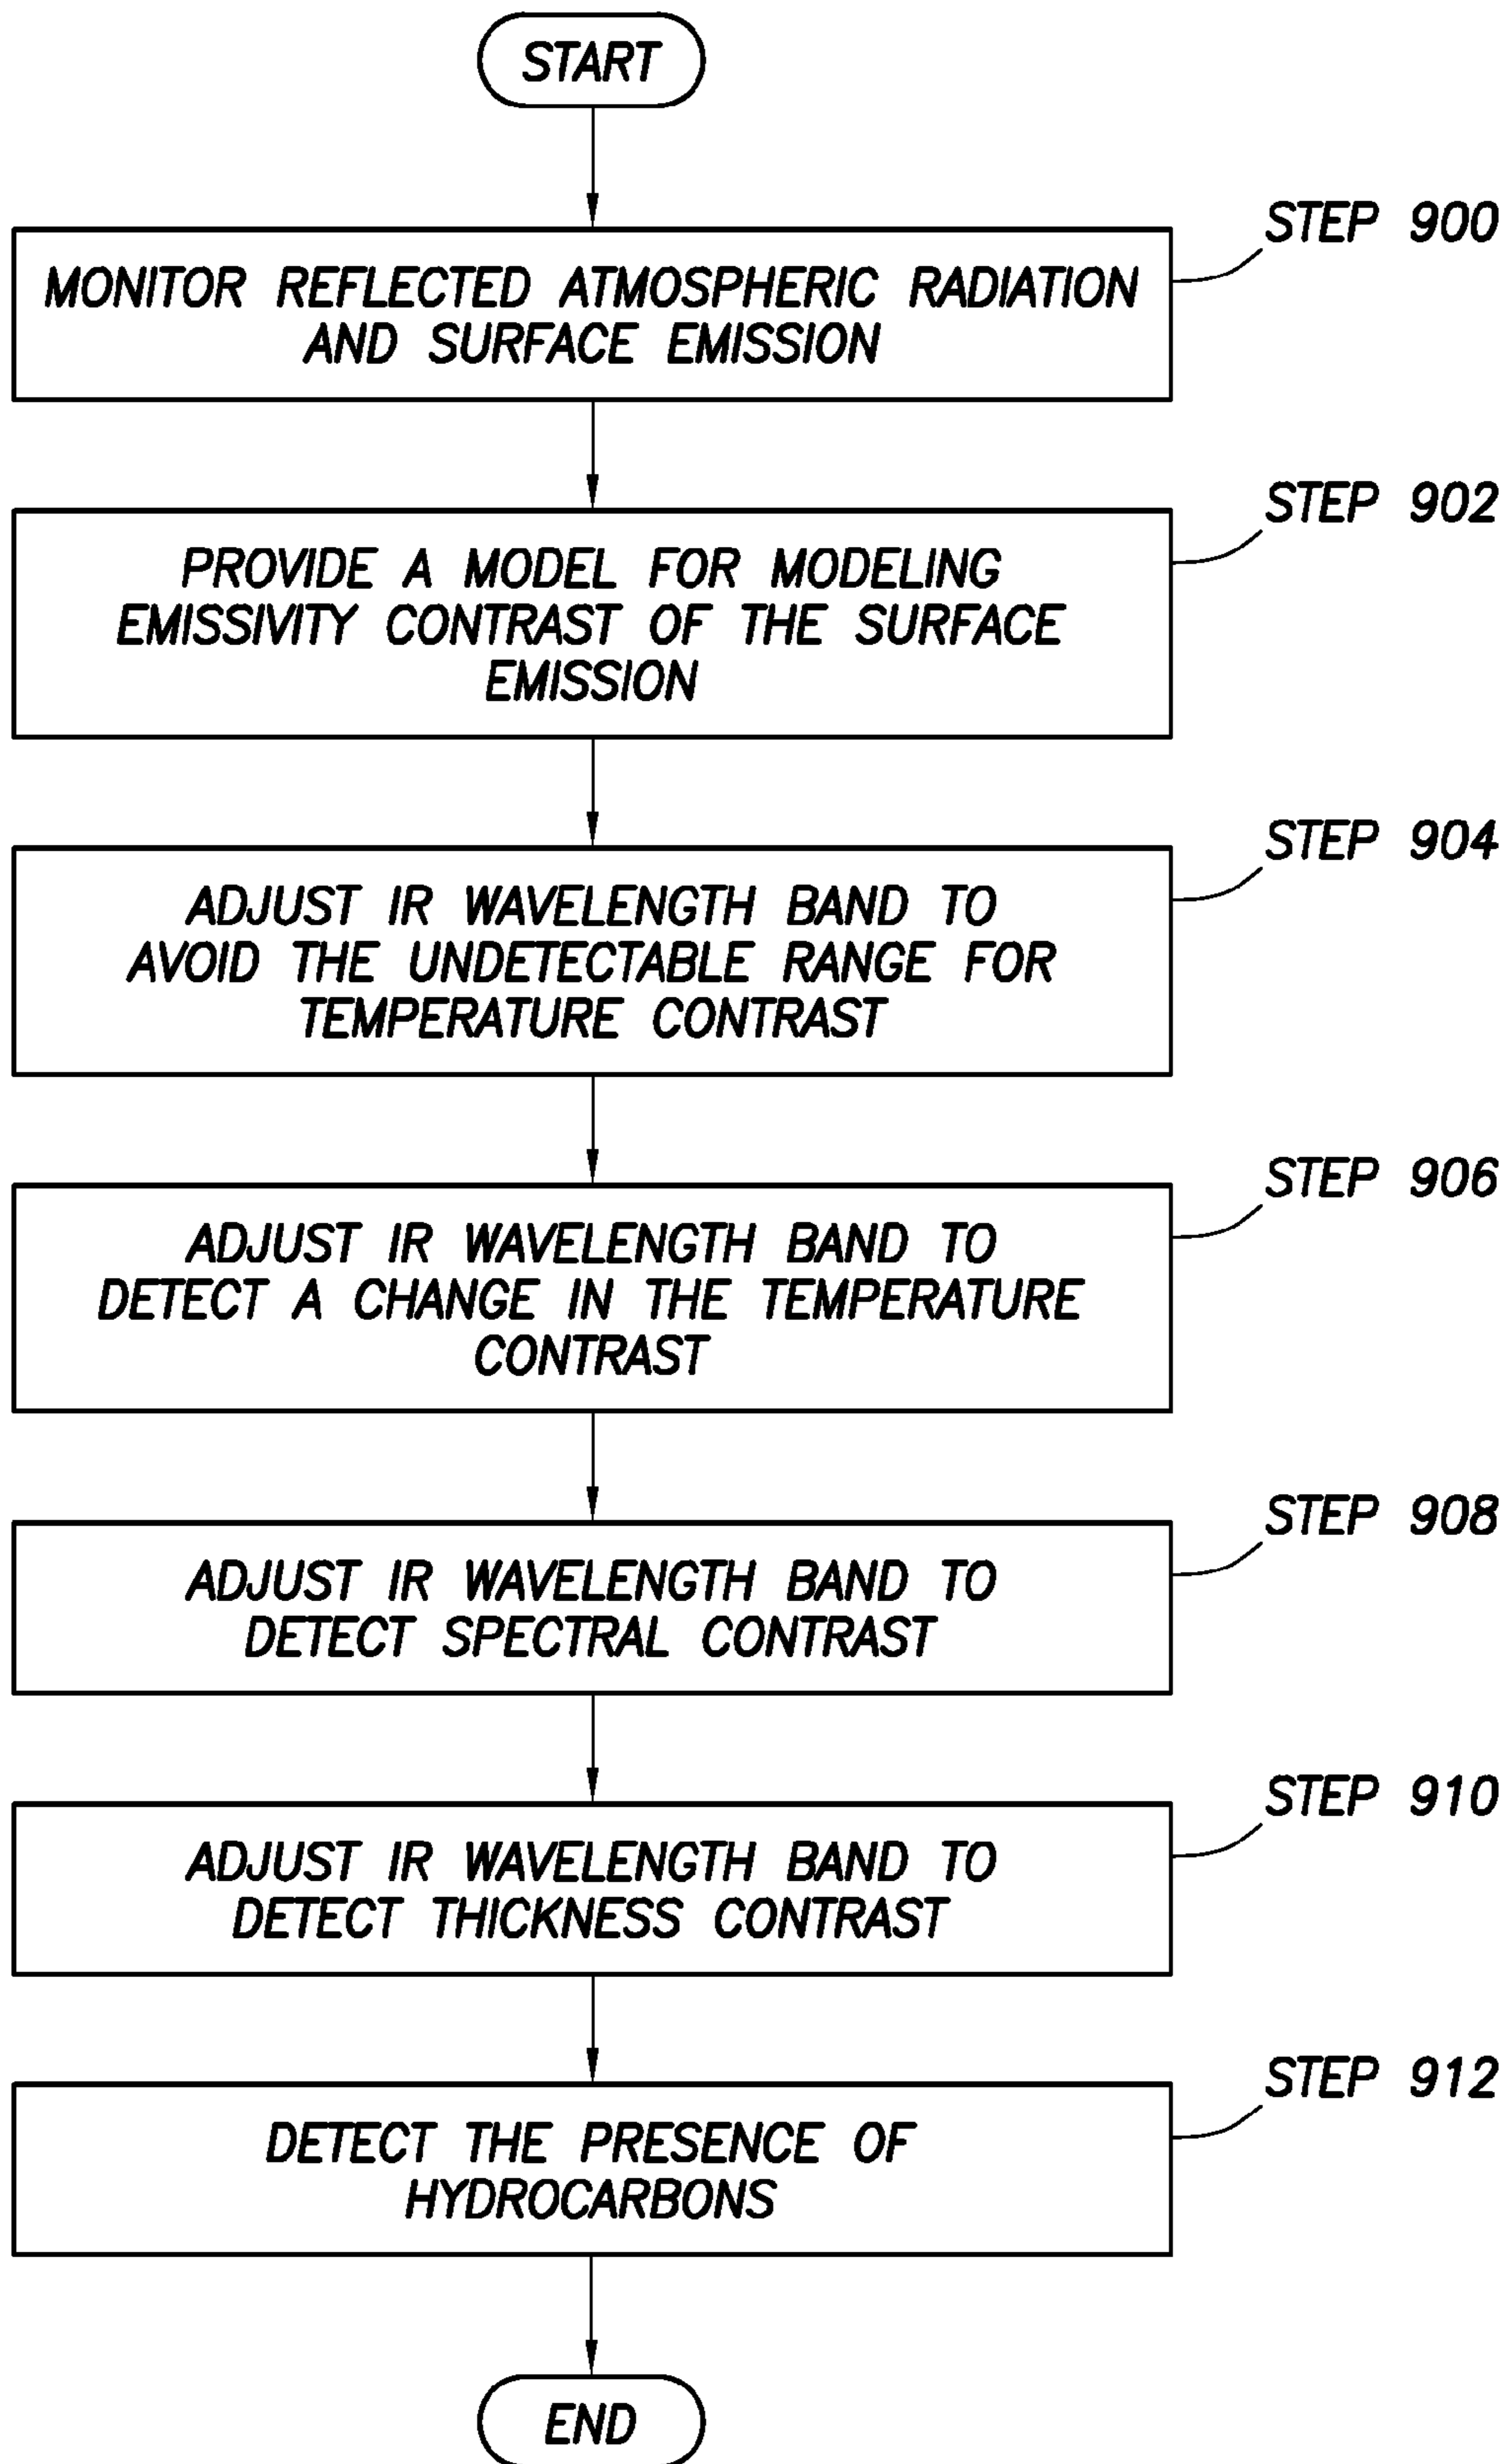 START
STEP 900
MONITOR REFLECTED ATMOSPHERIC RADIATION
AND SURFACE EMISSION
STEP 902
PROVIDE A MODEL FOR MODELING
EMISSIVITY CONTRAST OF THE SURFACE
EMISSION
STEP 904
ADJUST IR WAVELENGTH BAND TO
AVOID THE UNDETECTABLE RANGE FOR
TEMPERATURE CONTRAST
STEP 906
ADJUST IR WAVELENGTH BAND TO
DETECT A CHANGE IN THE TEMPERATURE
CONTRAST
STEP 908
ADJUST IR WAVELENGTH BAND TO
DETECT SPECTRAL CONTRAST
STEP 910
ADJUST IR WAVELENGTH BAND TO
DETECT THICKNESS CONTRAST
STEP 912
DETECT THE PRESENCE OF
HYDROCARBONS
END